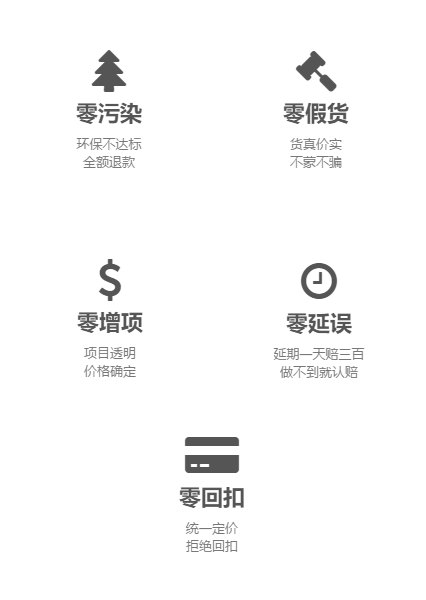 零污染
环保不达标
全额退款
零假货
货真价实
不蒙不骗
零增项
项目透明
价格确定
零延误
延期一天赔三百
做不到就认赔
零回扣
统一定价
拒绝回扣